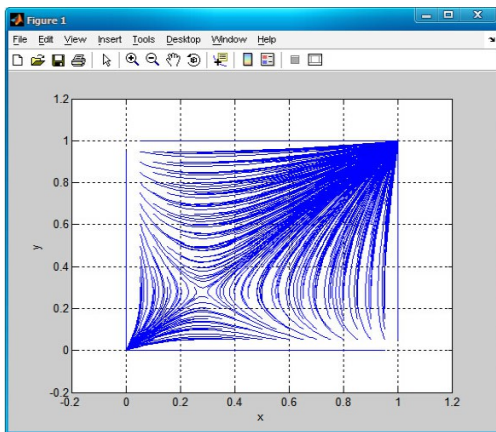 Figure 1
File Edit View Insert Tools Desktop Window Help
1.2
1
0.8
0.6
0.4
0.2
0
-0.2
y
-0.2 0 0.2 0.4 0.6 0.8 1 1.2
x